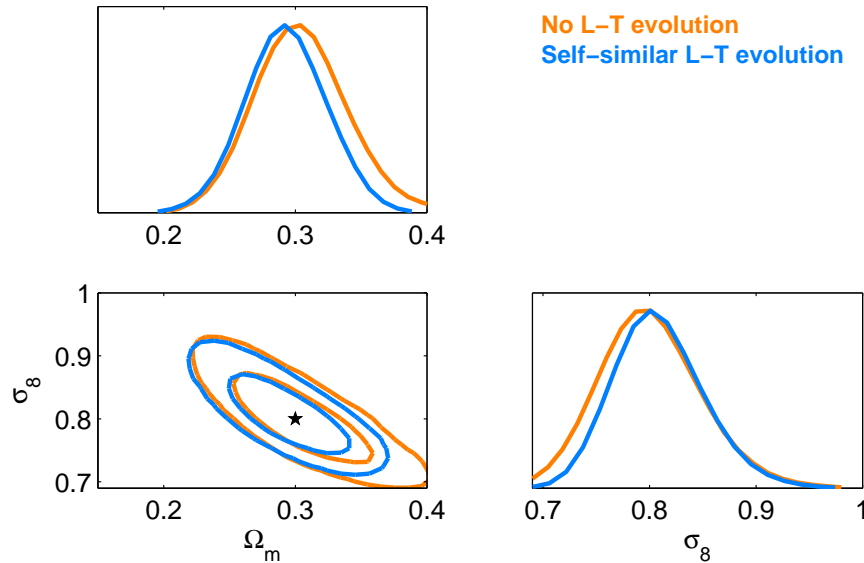 No L−T evolution
Self−similar L−T evolution
0.2 0.3 0.4
1
0.9
0.8
0.7
σ8
0.2 0.3 0.4
Ωm
0.7 0.8 0.9 1
σ8